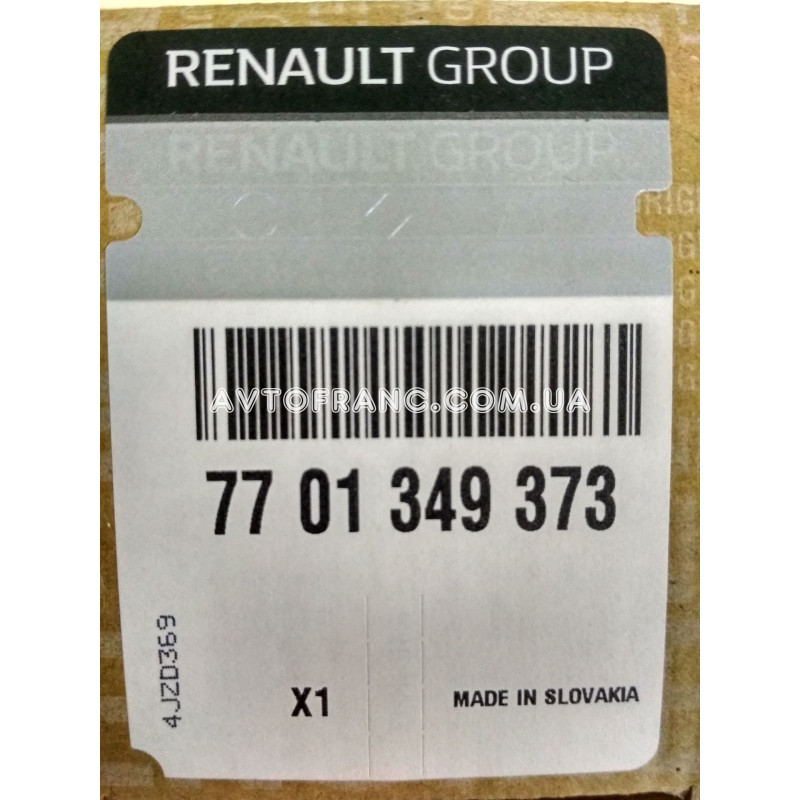 RENAULT GROUP
RENAULT GROUP
AVTOFRANC.COM.UA
77 01 349 373
4JZD369
X1
MADE IN SLOVAKIA